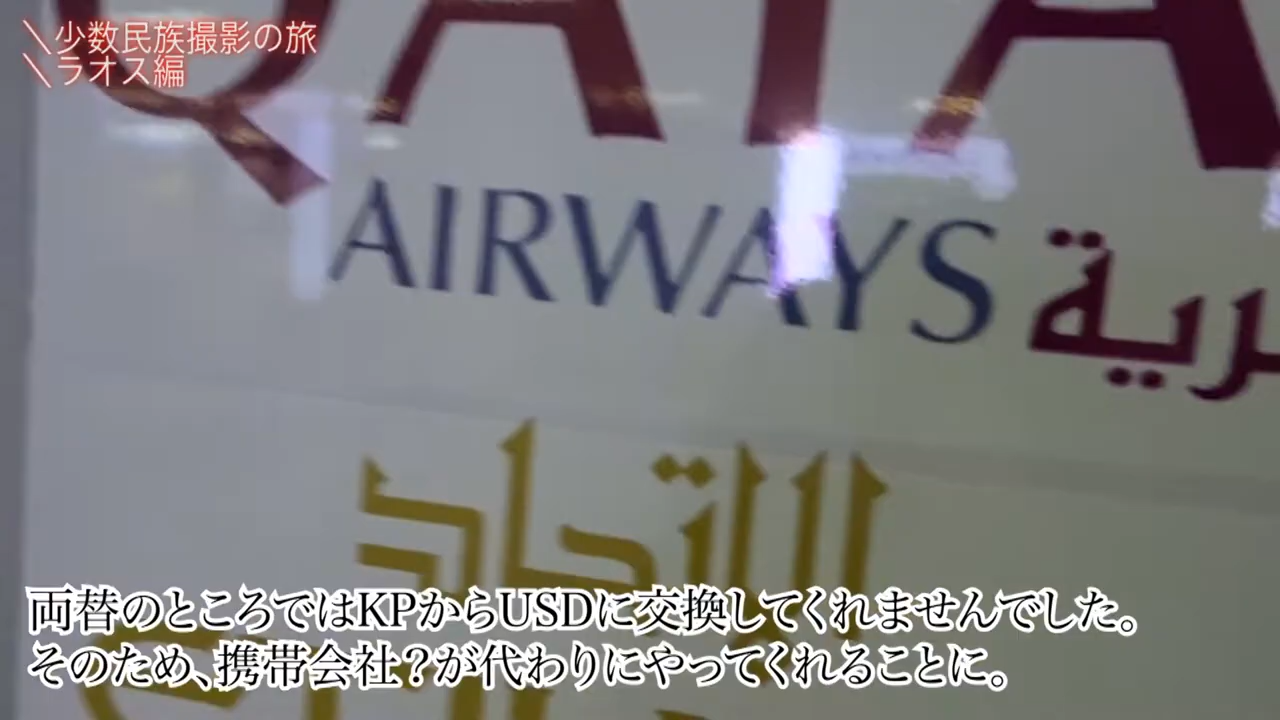 \少数民族撮影の旅
\ラオス編
QATA
AIRWAYS
رية
الاتحاد
両替のところではKPからUSDに交換してくれませんでした。
そのため、携帯会社？が代わりにやってくれることに。